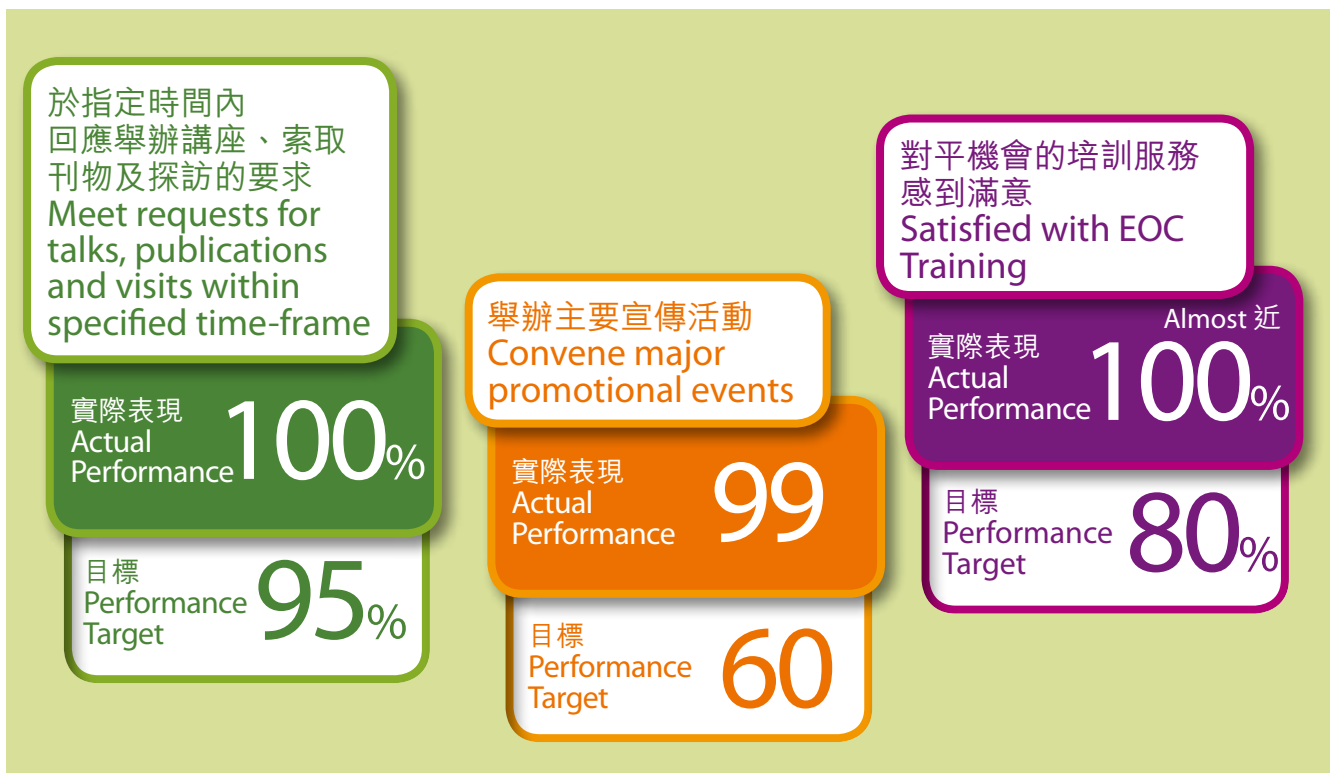 於指定時間內
回應舉辦講座、索取
刊物及探訪的要求
Meet requests for
talks, publications
and visits within
specified time-frame
實際表現
Actual
Performance
100%
目標
Performance
Target
95%
舉辦主要宣傳活動
Convene major
promotional events
實際表現
Actual
Performance
99
目標
Performance
Target
60
對平機會的培訓服務
感到滿意
Satisfied with EOC
Training
實際表現
Actual
Performance
Almost 近
100%
目標
Performance
Target
80%